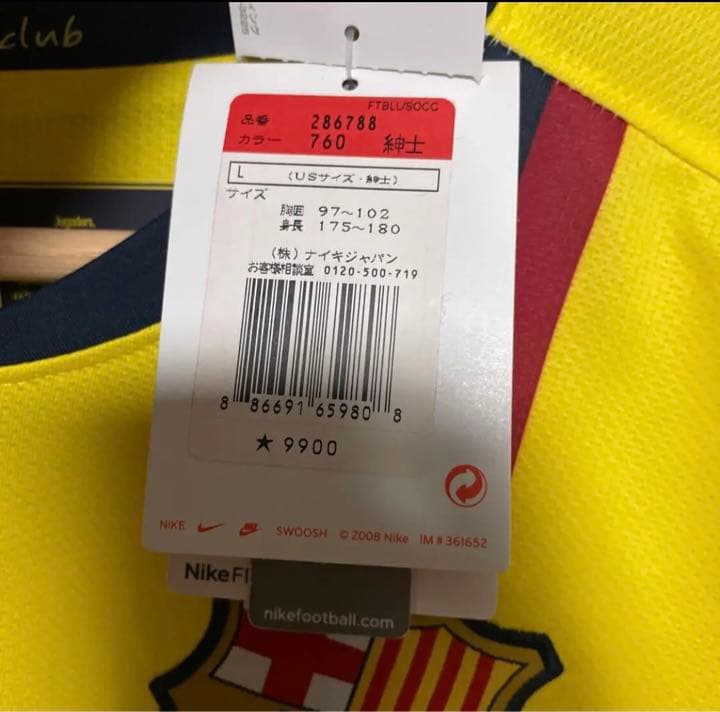 club
FTBLL/SOCC
品番 286788
カラー 760 紳士
L (USサイズ・紳士)
サイズ
胸囲 97~102
身長 175~180
(株)ナイキジャパン
お客様相談室 0120-500-719
8 86691 65980 8
★ 9900
NIKE SWOOSH © 2008 Nike IM # 361652
NikeFI
nikefootball.com